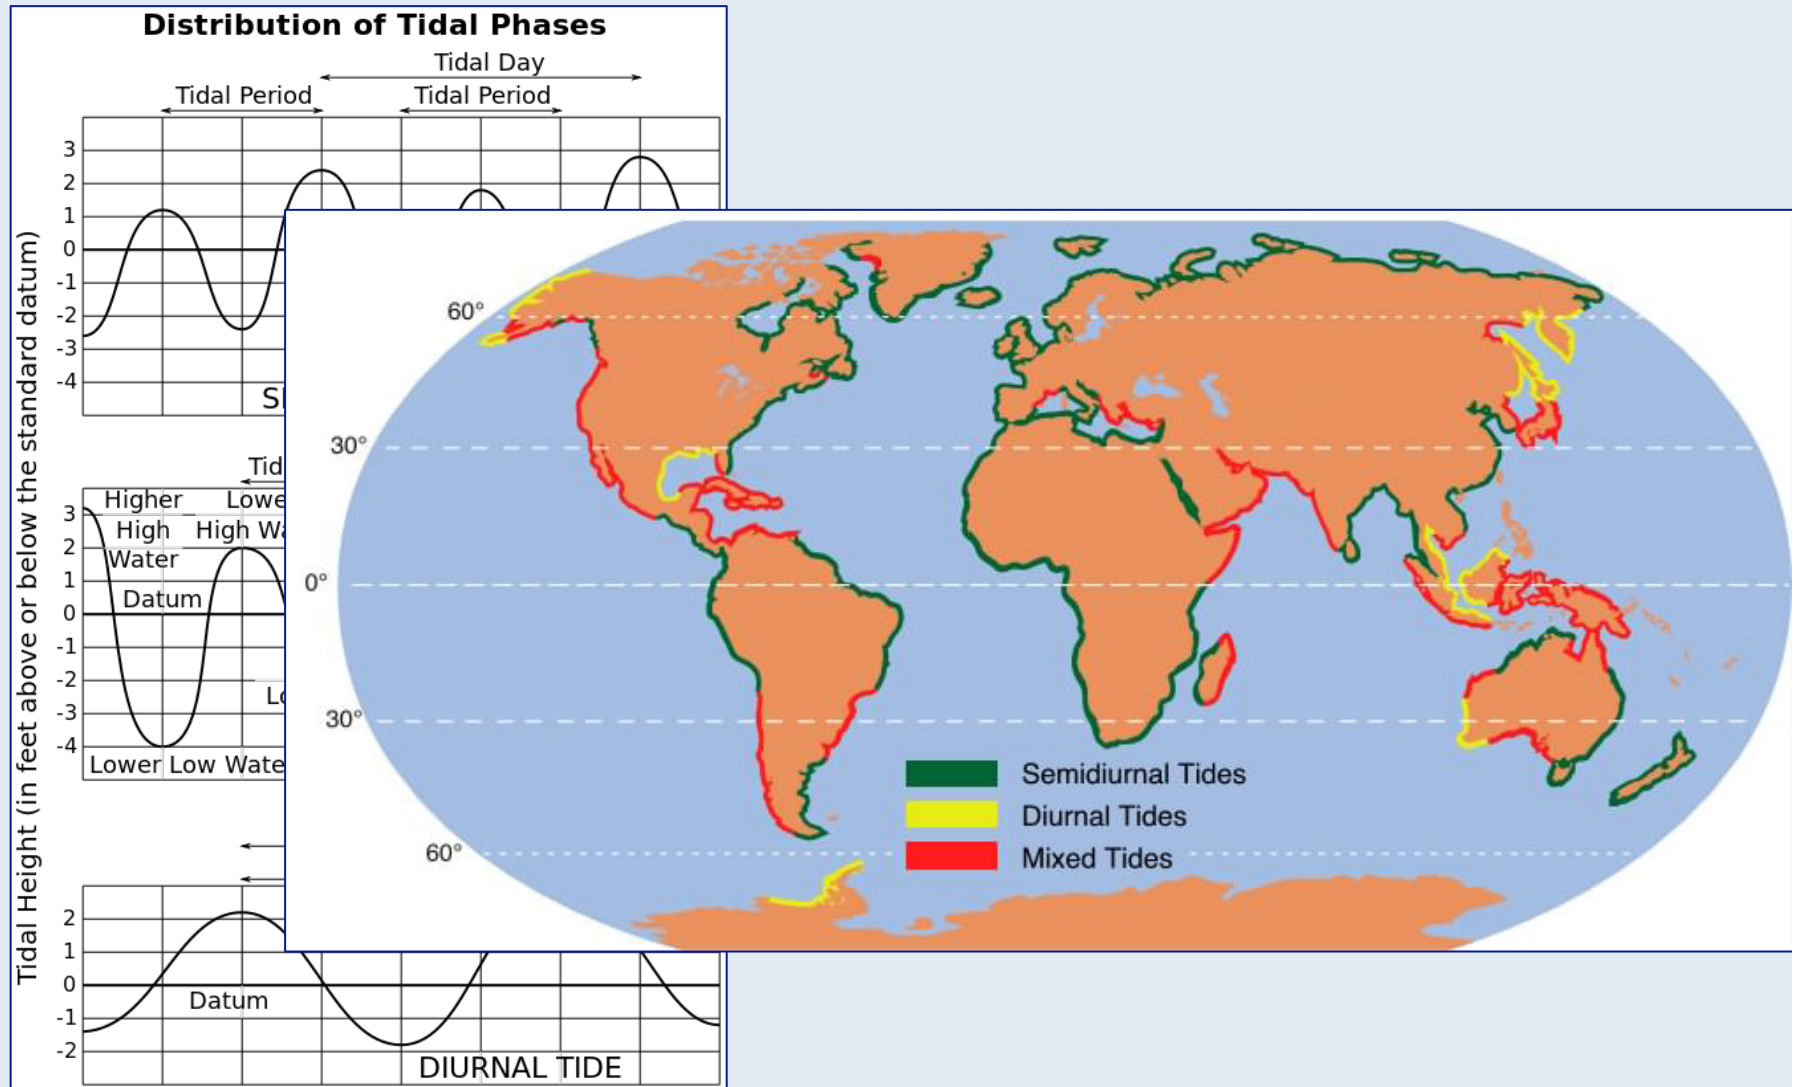 Distribution of Tidal Phases
Tidal Day
Tidal Period Tidal Period
Tidal Height (in feet above or below the standard datum)
3
2
1
0
-1
-2
-3
-4
Higher
High
Water
High
Datum
3
2
1
0
-1
-2
-3
-4
Lower Low
2
1
0
-1
-2
Datum
DIURNAL TIDE
60°
30°
0°
30°
60°
Semidiurnal Tides
Diurnal Tides
Mixed Tides